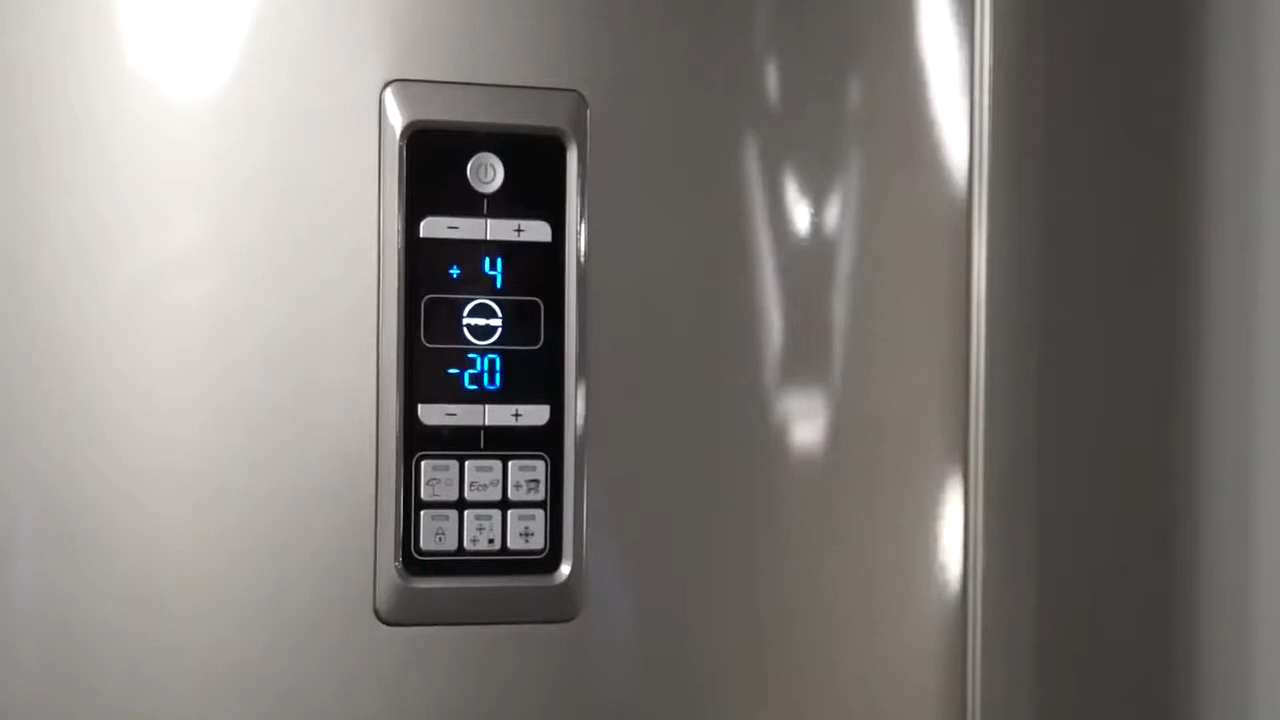 - +
+ 4
-20
- +
Eco